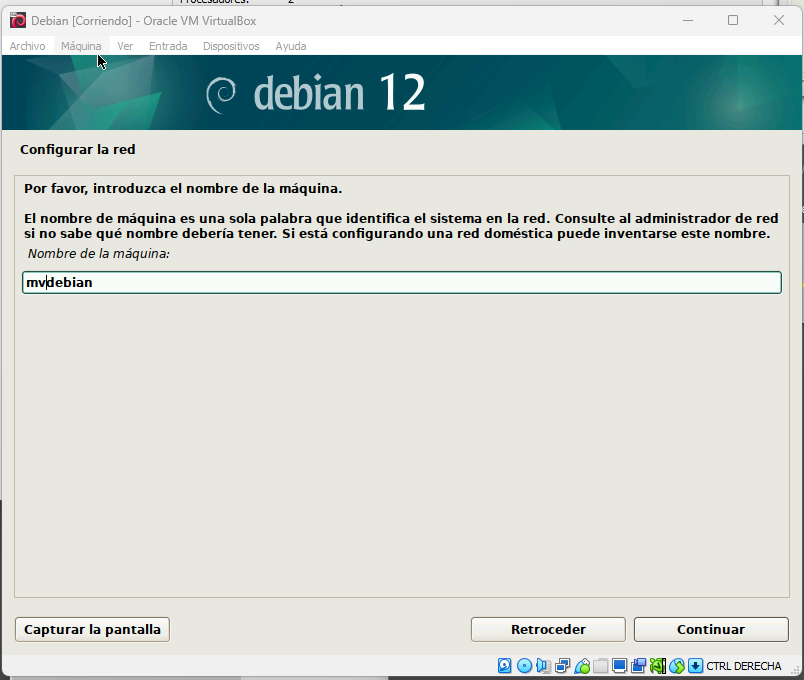 Procesadores: 2
Debian [Corriendo] - Oracle VM VirtualBox
Archivo Máquina Ver Entrada Dispositivos Ayuda
debian 12
Configurar la red
Por favor, introduzca el nombre de la máquina.
El nombre de máquina es una sola palabra que identifica el sistema en la red. Consulte al administrador de red
si no sabe qué nombre debería tener. Si está configurando una red doméstica puede inventarse este nombre.
Nombre de la máquina:
mvdebian
Capturar la pantalla Retroceder Continuar
CTRL DERECHA